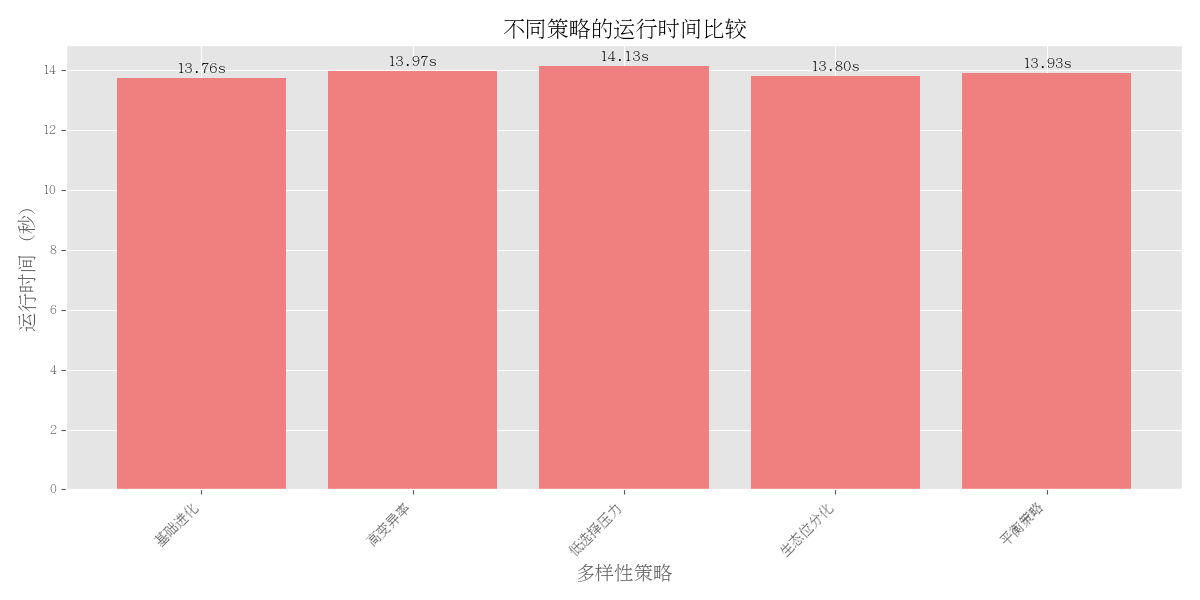 不同策略的运行时间比较
运行时间（秒）
14
12
10
8
6
4
2
0
13.76s
13.97s
14.13s
13.80s
13.93s
基础进化
高变异率
低选择压力
生态位分化
平衡策略
多样性策略